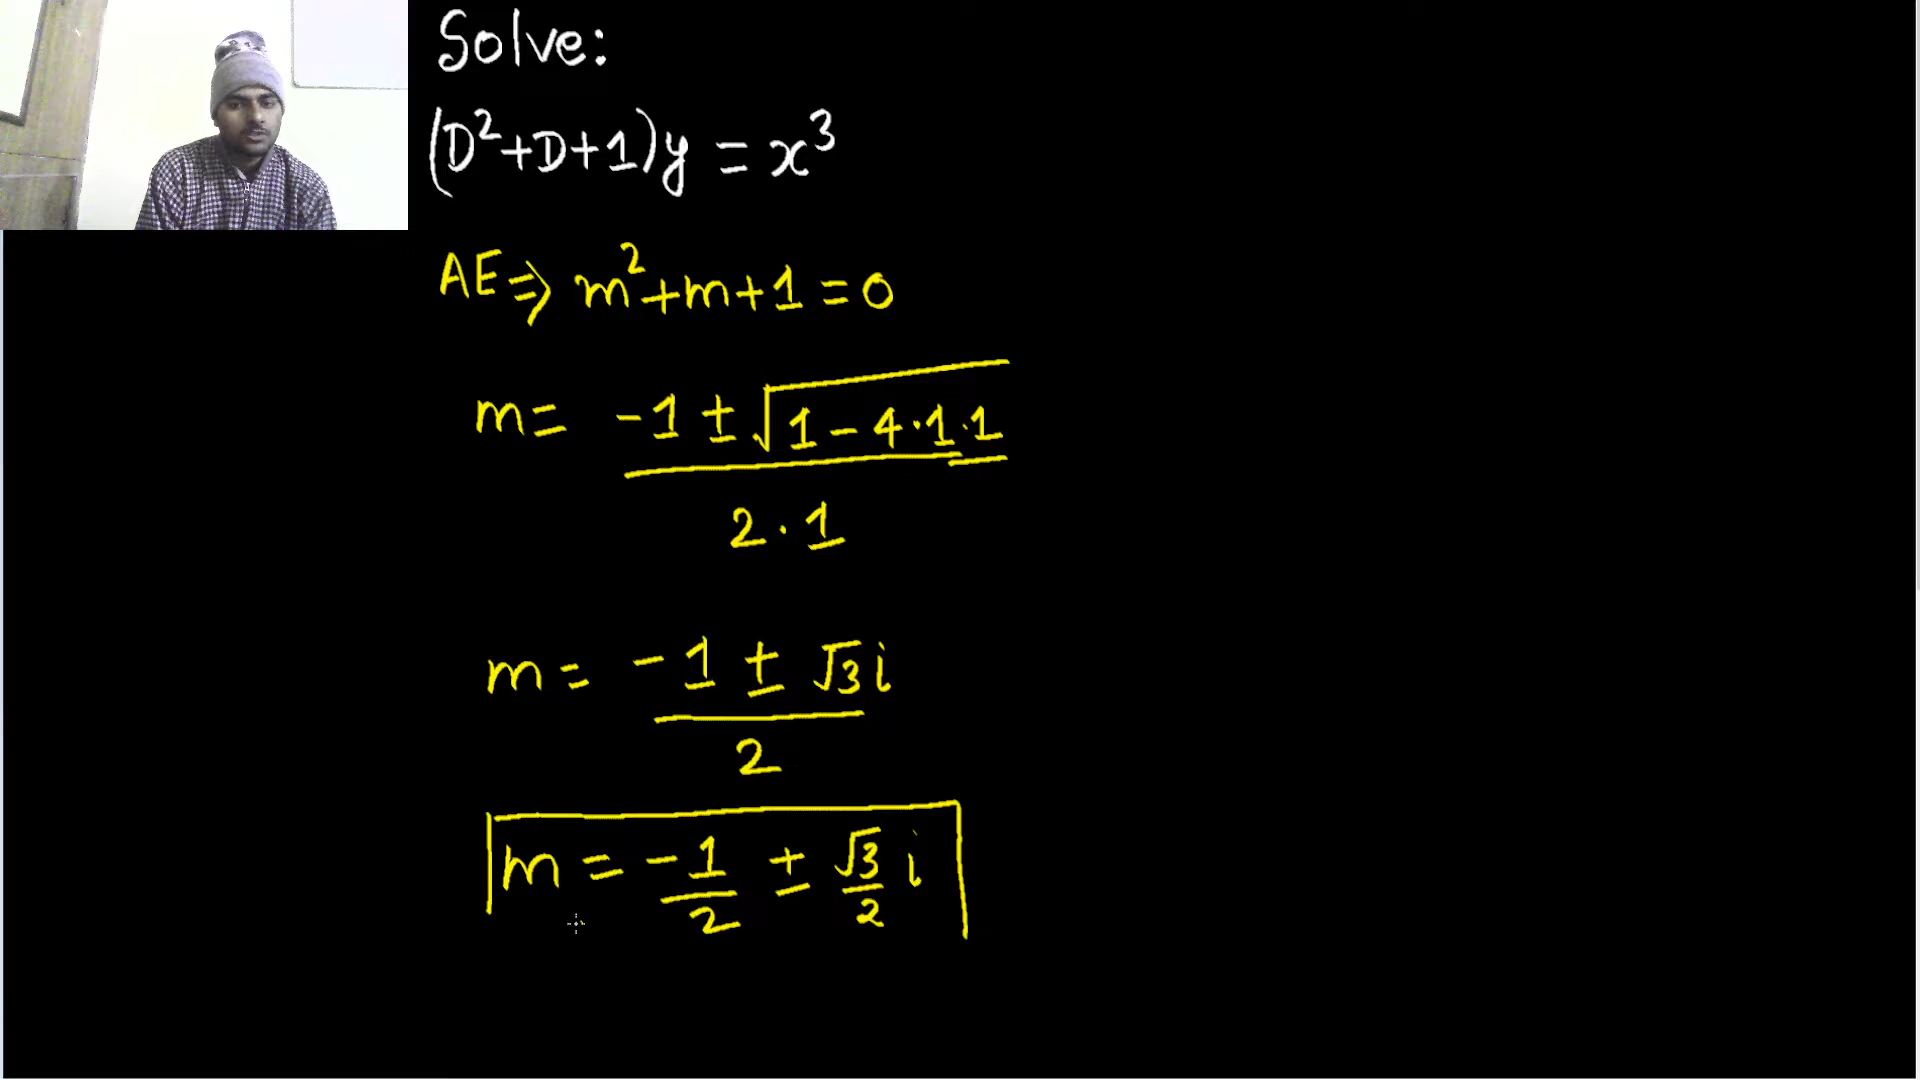 Solve:
(D²+D+1)y = x³
AE⇒ m²+m+1=0
m= -1 ± √1-4·1·1
2·1
m= -1 ± √3i
2
m = -1/2 ± √3/2 i